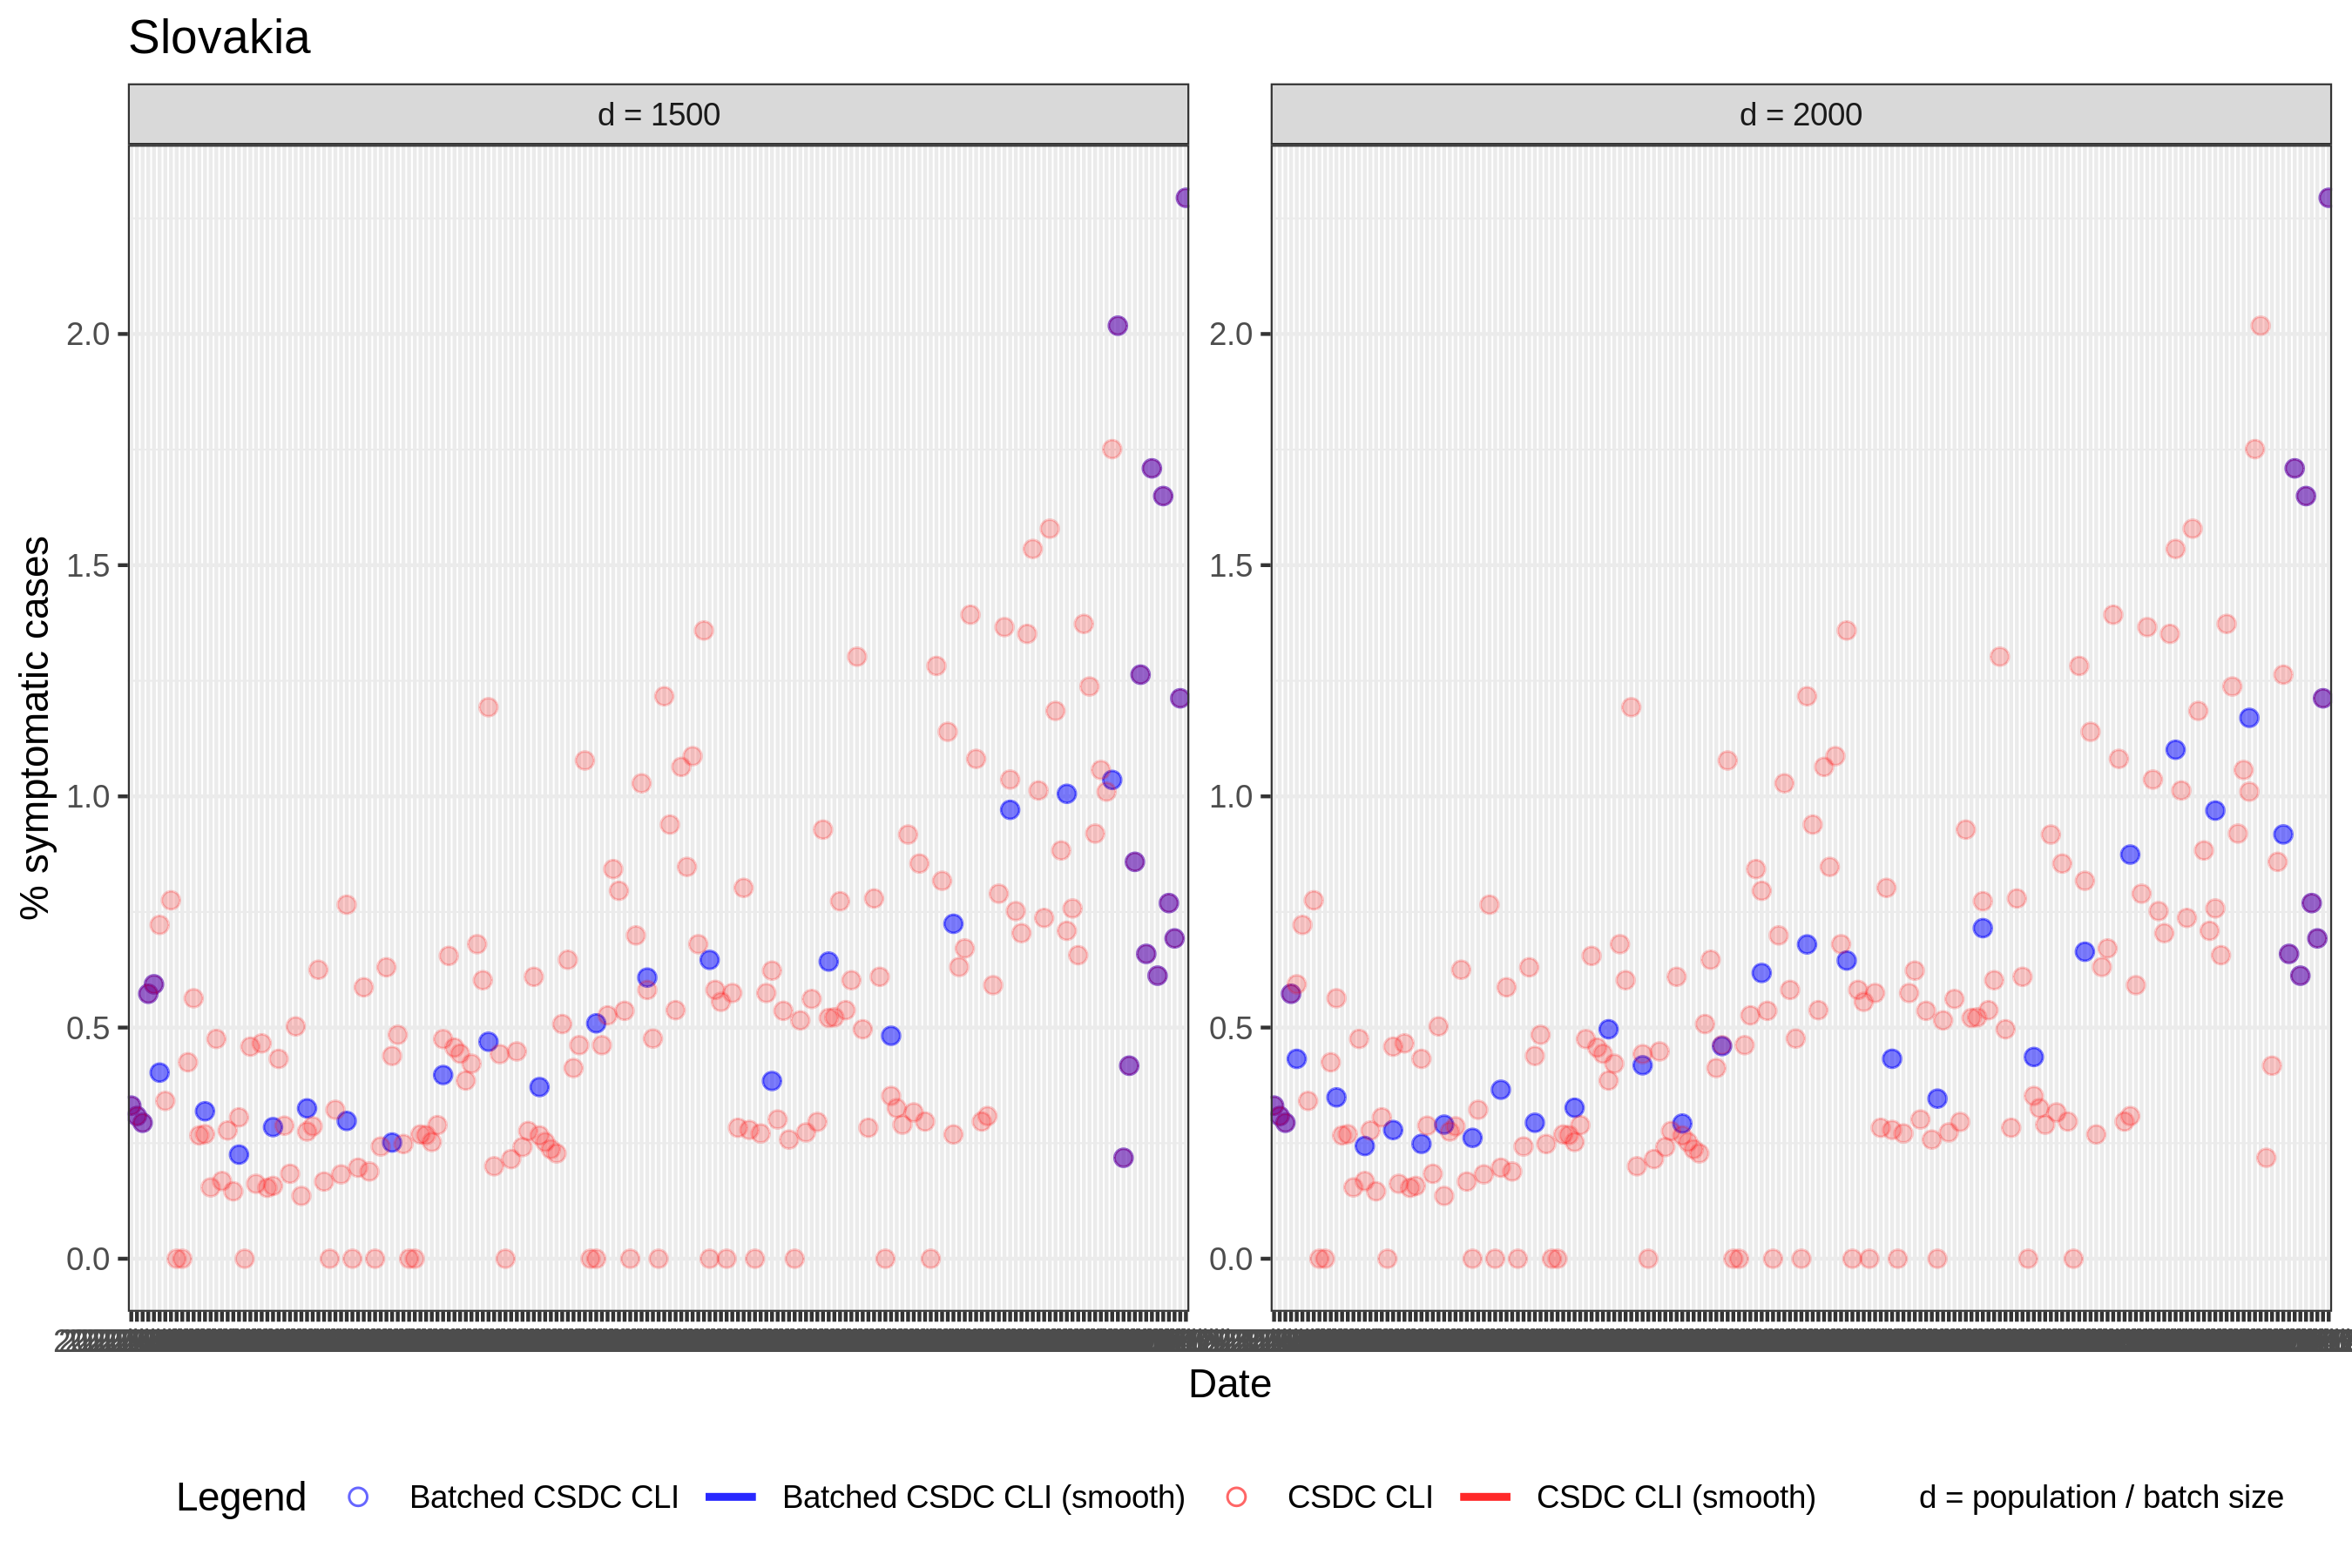 Slovakia
d = 1500
d = 2000
% symptomatic cases
2.0
1.5
1.0
0.5
0.0
2.0
1.5
1.0
0.5
0.0
Date
Legend Batched CSDC CLI Batched CSDC CLI (smooth) CSDC CLI CSDC CLI (smooth) d = population / batch size